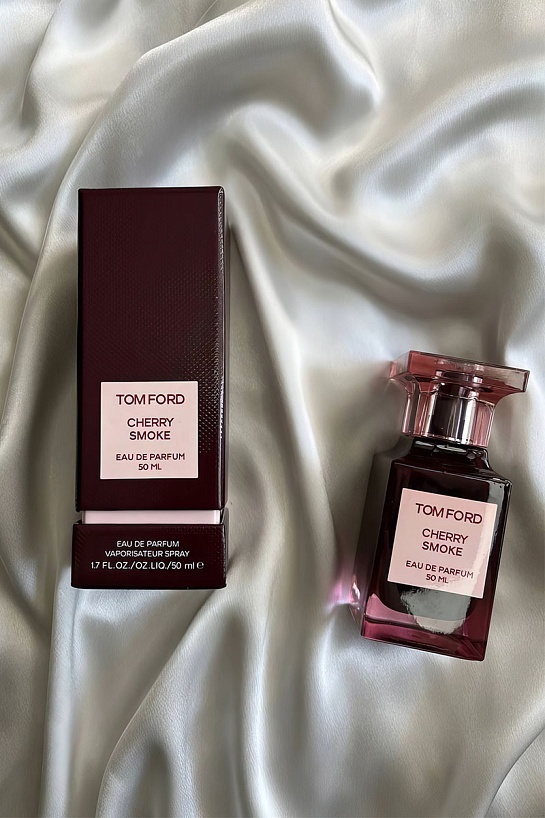 TOM FORD
CHERRY
SMOKE
EAU DE PARFUM
50 ML
EAU DE PARFUM
VAPORISATEUR SPRAY
1.7 FL.OZ./OZ.LIQ./50 ml ℮
TOM FORD
CHERRY
SMOKE
EAU DE PARFUM
50 ML